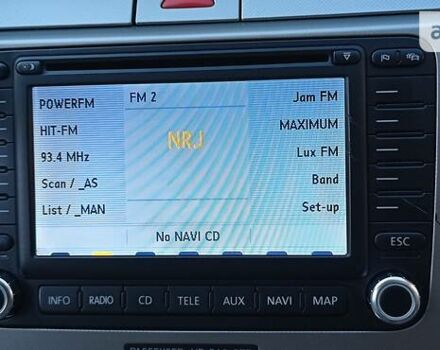 POWERFM
FM 2
Jam FM
HIT-FM
NRJ
MAXIMUM
93.4 MHz
Lux FM
Scan / _AS
Band
List / _MAN
Set-up
No NAVI CD
ESC
INFO RADIO CD TELE AUX NAVI MAP
PASSENGER